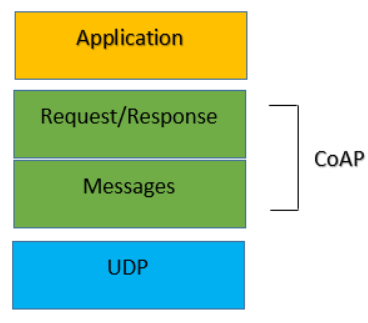 Application
Request/Response
CoAP
Messages
UDP